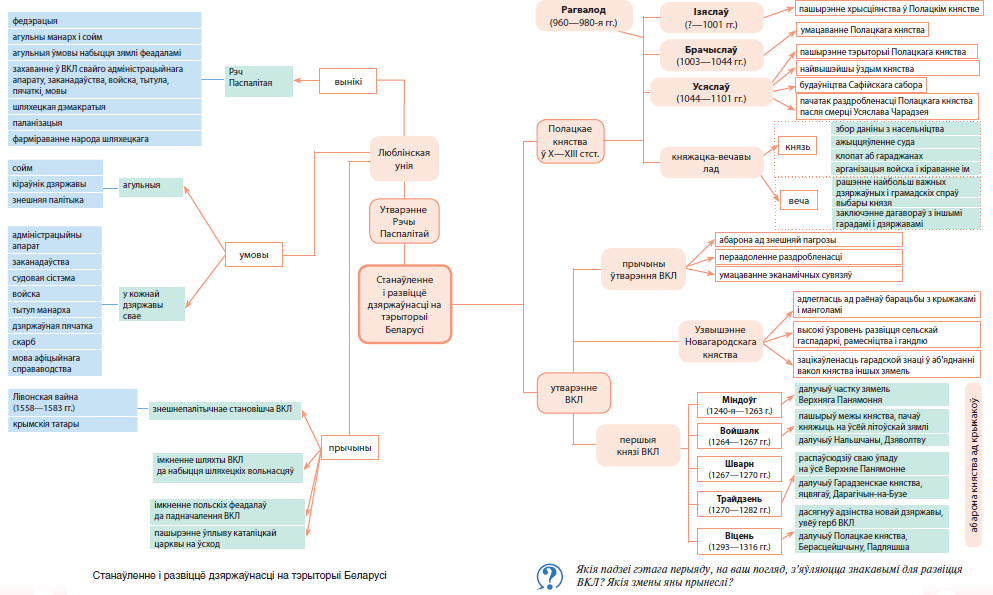 федэрацыя
агульны манарх і сойм
агульныя ўмовы набыцця зямлі феадаламі
захаванне ў ВКЛ свайго адміністрацыйнага
апарату, заканадаўства, войска, тытула,
пячаткі, мовы
шляхецкая дэмакратыя
паланізацыя
фарміраванне народа шляхецкага
Рэч
Паспалітая
вынікі
Люблінская
унія
Утварэнне
Рэчы
Паспалітай
Станаўленне
і развіццё
дзяржаўнасці на
тэрыторыі
Беларусі
сойм
кіраўнік дзяржавы
знешняя палітыка
агульныя
умовы
адміністрацыйны
апарат
заканадаўства
судовая сістэма
войска
тытул манарха
дзяржаўная пячатка
скарб
мова афіцыйнага
справаводства
у кожнай
дзяржавы
свае
Лівонская вайна
(1558—1583 гг.)
крымскія татары
знешнепалітычнае становішча ВКЛ
прычыны
імкненне шляхты ВКЛ
да набыцця шляхецкіх вольнасцяў
імкненне польскіх феадалаў
да падначалення ВКЛ
пашырэнне ўплыву каталіцкай
царквы на ўсход
Станаўленне і развіццё дзяржаўнасці на тэрыторыі Беларусі
Рагвалод
(960—980-я гг.)
Ізяслаў
(?—1001 гг.)
пашырэнне хрысціянства ў Полацкім княстве
Брачыслаў
(1003—1044 гг.)
умацаванне Полацкага княства
Усяслаў
(1044—1101 гг.)
пашырэнне тэрыторыі Полацкага княства
найвышэйшы ўздым княства
будаўніцтва Сафійскага сабора
пачатак раздробленасці Полацкага княства
пасля смерці Усяслава Чарадзея
Полацкае
княства
ў X—XIII стст.
княжацка-вечавы
лад
князь
збор даніны з насельніцтва
ажыццяўленне суда
клопат аб гараджанах
арганізацыя войска і кіраванне ім
веча
рашэнне найбольш важных
дзяржаўных і грамадскіх спраў
выбары князя
заключэнне дагавораў з іншымі
гарадамі і дзяржавамі
прычыны
ўтварэння ВКЛ
абарона ад знешняй пагрозы
пераадоленне раздробленасці
умацаванне эканамічных сувязяў
Узвышэнне
Новагародскага
княства
адлегласць ад раёнаў барацьбы з крыжакамі
і манголамі
высокі ўзровень развіцця сельскай
гаспадаркі, рамесніцтва і гандлю
зацікаўленасць гарадской знаці ў аб'яднанні
вакол княства іншых зямель
утварэнне
ВКЛ
першыя
князі ВКЛ
Міндоўг
(1240-я—1263 г.)
далучыў частку зямель
Верхняга Панямоння
Войшалк
(1264—1267 гг.)
пашырыў межы княства, пачаў
княжыць на ўсёй літоўскай зямлі
далучыў Нальшчаны, Дзяволтву
Шварн
(1267—1270 гг.)
Трайдзень
(1270—1282 гг.)
распаўсюдзіў сваю ўладу
на ўсё Верхняе Панямонне
далучыў Гарадзенскае княства,
яцвягаў, Дарагічын-на-Бузе
Віцень
(1293—1316 гг.)
дасягнуў адзінства новай дзяржавы,
увёў герб ВКЛ
далучыў Полацкае княства,
Берасцейшчыну, Падляшша
абарона княства ад крыжакоў
Якія падзеі гэтага перыяду, на ваш погляд, з'яўляюцца знакавымі для развіцця
ВКЛ? Якія змены яны прынеслі?